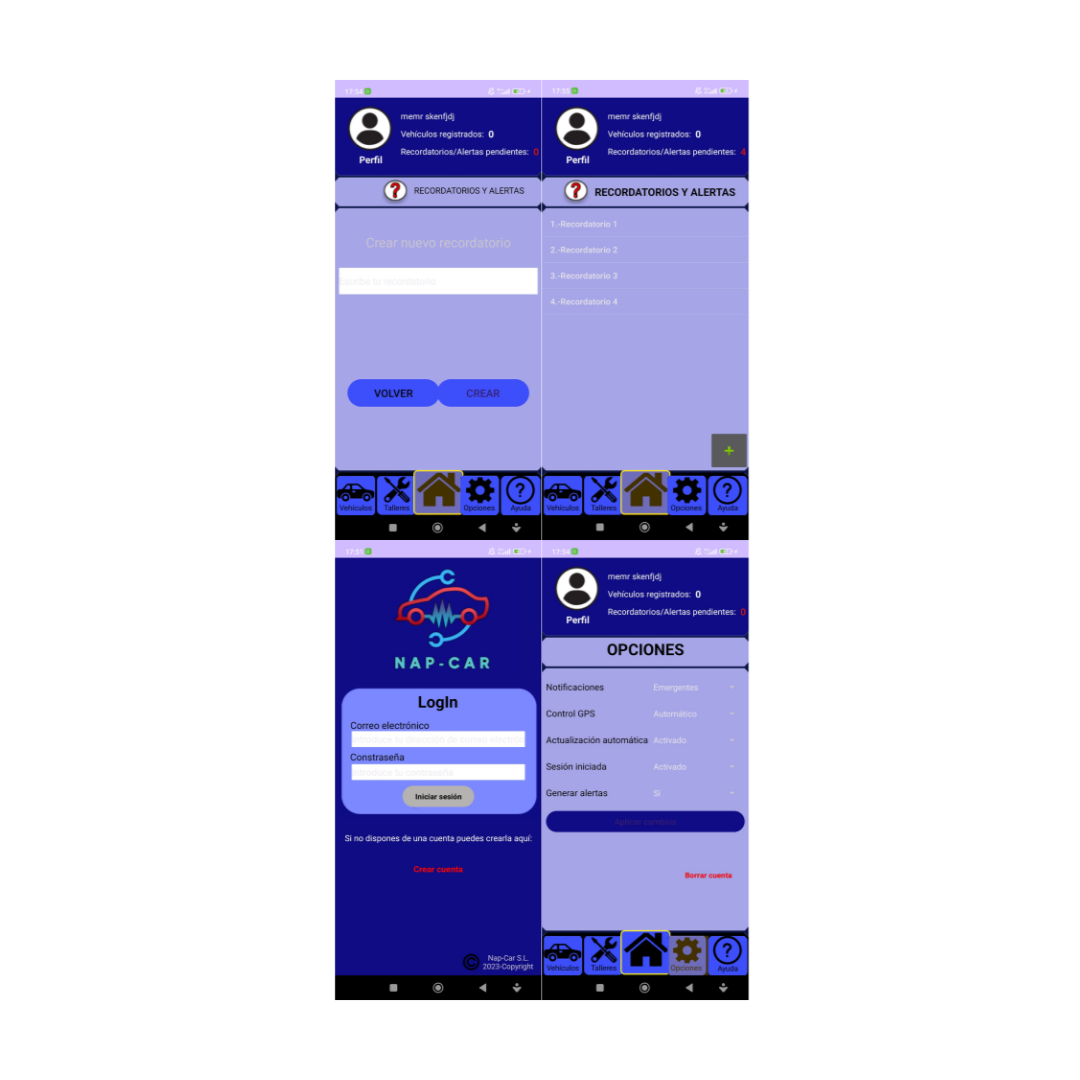 17:54
memr skenfjdj
Vehículos registrados: 0
Recordatorios/Alertas pendientes: 0
Perfil
? RECORDATORIOS Y ALERTAS
Crear nuevo recordatorio
Escribe tu recordatorio
VOLVER CREAR
Vehículos Talleres Opciones ? Ayuda
17:55
memr skenfjdj
Vehículos registrados: 0
Recordatorios/Alertas pendientes: 4
Perfil
? RECORDATORIOS Y ALERTAS
1.-Recordatorio 1
2.-Recordatorio 2
3.-Recordatorio 3
4.-Recordatorio 4
+
Vehículos Talleres Opciones ? Ayuda
17:51
NAP-CAR
LogIn
Correo electrónico
Introduce tu dirección de correo electrón
Constraseña
Introduce tu contraseña
Iniciar sesión
Si no dispones de una cuenta puedes crearla aquí:
Crear cuenta
© Nap-Car S.L.
2023-Copyright
17:54
memr skenfjdj
Vehículos registrados: 0
Recordatorios/Alertas pendientes: 0
Perfil
OPCIONES
Notificaciones Emergentes
Control GPS Automático
Actualización automática Activado
Sesión iniciada Activado
Generar alertas Sí
Aplicar cambios
Borrar cuenta
Vehículos Talleres Opciones ? Ayuda